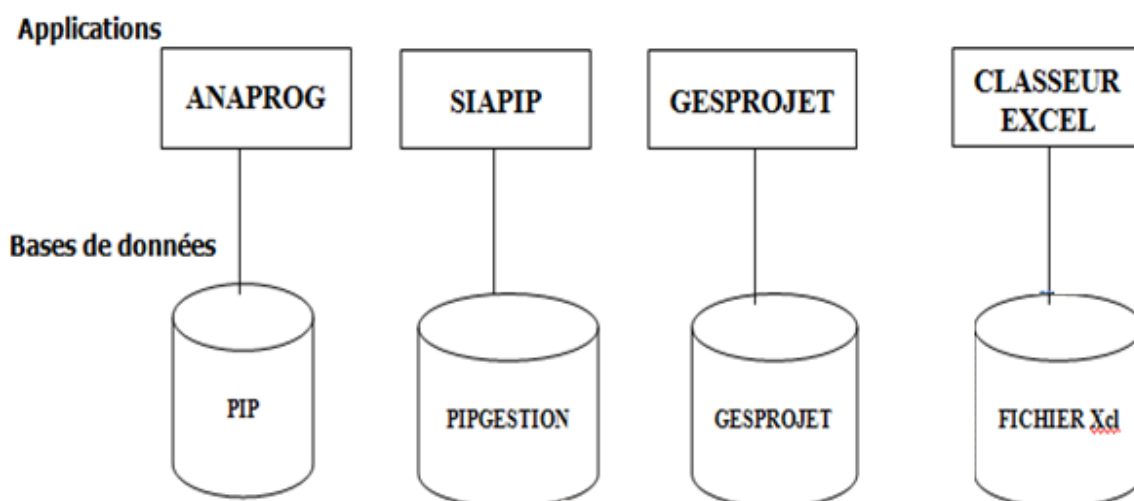 Applications
ANAPROG
SIAPIP
GESPROJET
CLASSEUR
EXCEL
Bases de données
PIP
PIPGESTION
GESPROJET
FICHIER Xcl